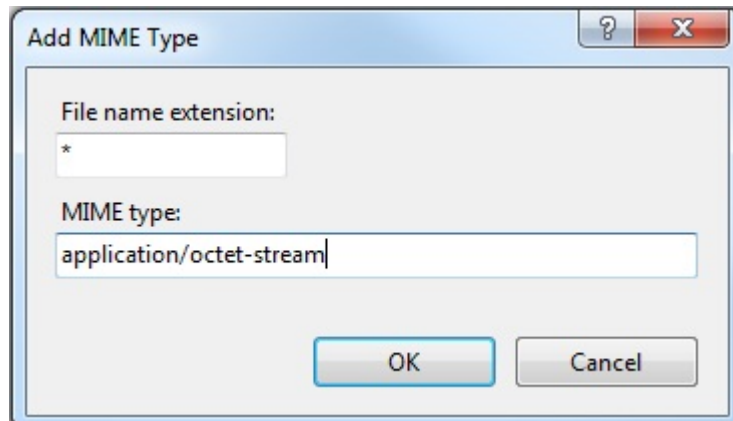 Add MIME Type
?
File name extension:
*
MIME type:
application/octet-stream
OK
Cancel